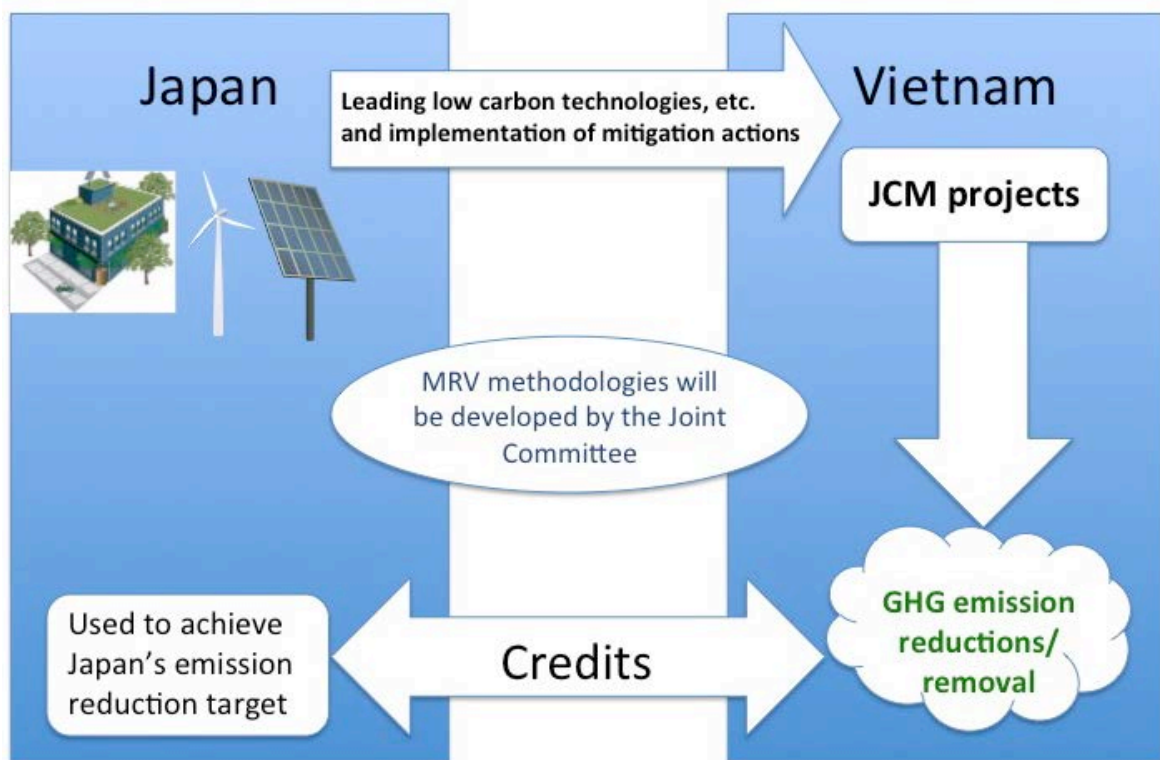 Japan
Leading low carbon technologies, etc.
and implementation of mitigation actions
Vietnam
JCM projects
MRV methodologies will
be developed by the Joint
Committee
Used to achieve
Japan's emission
reduction target
Credits
GHG emission
reductions/
removal